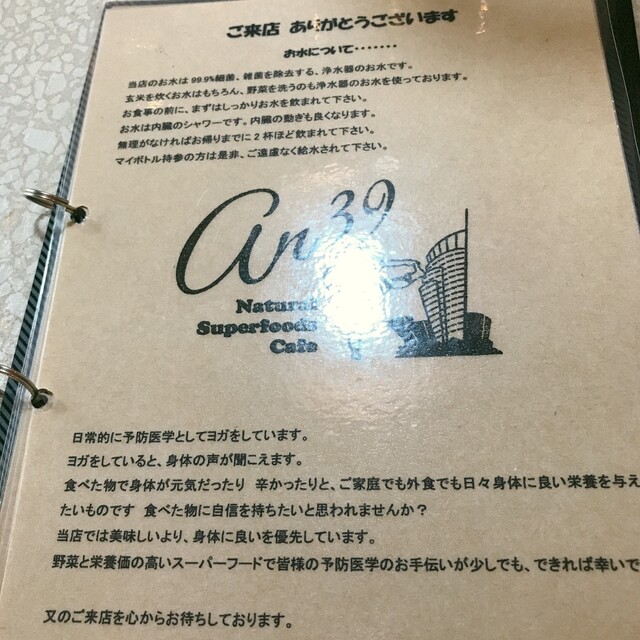 ご来店 ありがとうございます
お水について・・・・・・・
当店のお水は99.9%細菌、雑菌を除去する、浄水器のお水です。
玄米を炊くお水はもちろん、野菜を洗うのも浄水器のお水を使っております。
お食事の前に、まずはしっかりお水を飲まれて下さい。
お水は内臓のシャワーです。内臓の動きも良くなります。
無理がなければお帰りまでに2杯ほど飲まれて下さい。
マイボトル持参の方は是非、ご遠慮なく給水されて下さい。
an39
Natural
Superfoods
Cafe
日常的に予防医学としてヨガをしています。
ヨガをしていると、身体の声が聞こえます。
食べた物で身体が元気だったり 辛かったりと、ご家庭でも外食でも日々身体に良い栄養を与え
たいものです 食べた物に自信を持ちたいと思われませんか？
当店では美味しいより、身体に良いを優先しています。
野菜と栄養価の高いスーパーフードで皆様の予防医学のお手伝いが少しでも、できれば幸いで
又のご来店を心からお待ちしております。